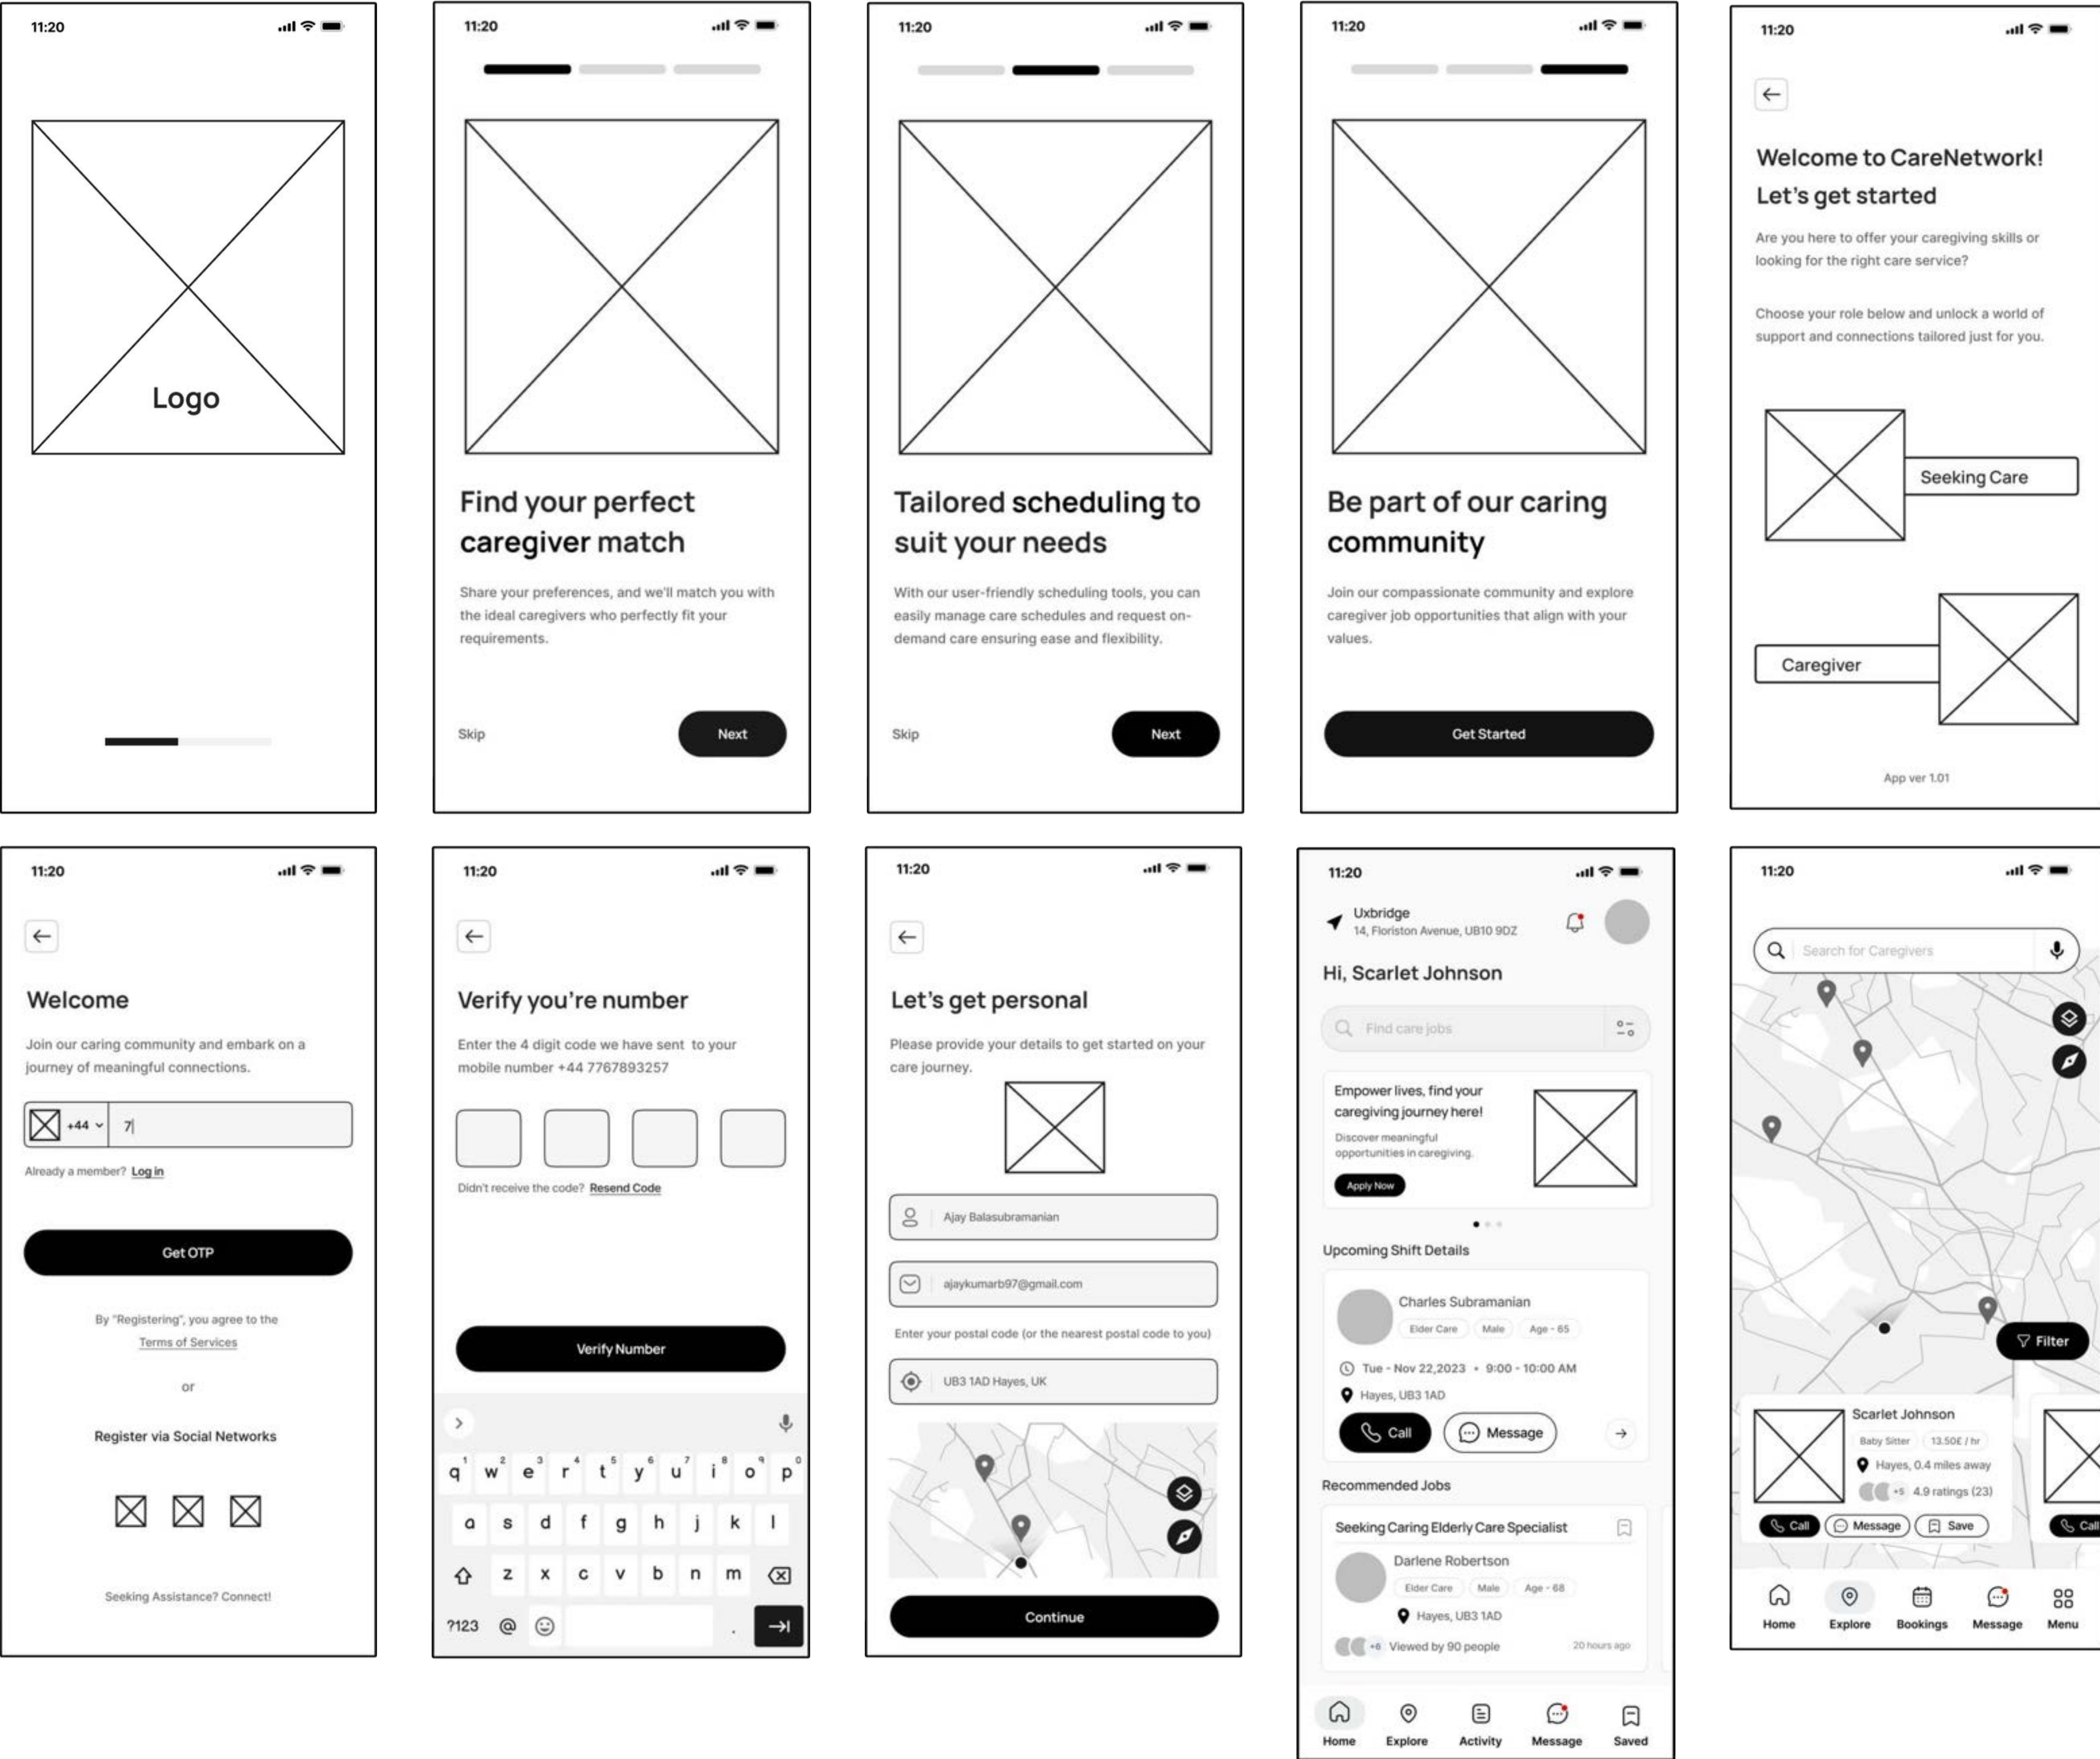 11:20
Logo
11:20
Find your perfect
caregiver match
Share your preferences, and we'll match you with
the ideal caregivers who perfectly fit your
requirements.
Skip
Next
11:20
Tailored scheduling to
suit your needs
With our user-friendly scheduling tools, you can
easily manage care schedules and request on-
demand care ensuring ease and flexibility.
Skip
Next
11:20
Be part of our caring
community
Join our compassionate community and explore
caregiver job opportunities that align with your
values.
Get Started
11:20
Welcome to CareNetwork!
Let's get started
Are you here to offer your caregiving skills or
looking for the right care service?
Choose your role below and unlock a world of
support and connections tailored just for you.
Seeking Care
Caregiver
App ver 1.01
11:20
Welcome
Join our caring community and embark on a
journey of meaningful connections.
+44 7
Already a member? Log in
Get OTP
By "Registering", you agree to the
Terms of Services
or
Register via Social Networks
Seeking Assistance? Connect!
11:20
Verify you're number
Enter the 4 digit code we have sent to your
mobile number +44 7767893257
Didn't receive the code? Resend Code
Verify Number
q1 w2 e3 r4 t5 y6 u7 i8 o9 p0
a s d f g h j k l
z x c v b n m
?123 @ .
11:20
Let's get personal
Please provide your details to get started on your
care journey.
Ajay Balasubramanian
ajaykumarb97@gmail.com
Enter your postal code (or the nearest postal code to you)
UB3 1AD Hayes, UK
Continue
11:20
Uxbridge
14, Floriston Avenue, UB10 9DZ
Hi, Scarlet Johnson
Find care jobs
Empower lives, find your
caregiving journey here!
Discover meaningful
opportunities in caregiving.
Apply Now
Upcoming Shift Details
Charles Subramanian
Elder Care Male Age - 65
Tue - Nov 22,2023 • 9:00 - 10:00 AM
Hayes, UB3 1AD
Call Message
Recommended Jobs
Seeking Caring Elderly Care Specialist
Darlene Robertson
Elder Care Male Age - 68
Hayes, UB3 1AD
+6 Viewed by 90 people 20 hours ago
Home Explore Activity Message Saved
11:20
Search for Caregivers
Filter
Scarlet Johnson
Baby Sitter 13.50£ / hr
Hayes, 0.4 miles away
+5 4.9 ratings (23)
Call Message Save
Call
Home Explore Bookings Message Menu